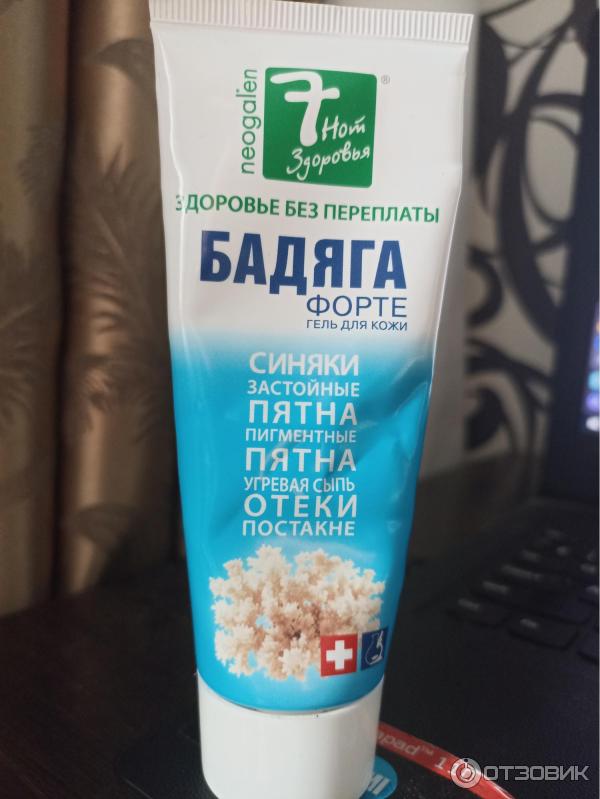 neogalen
7 Нот
Здоровья
®
ЗДОРОВЬЕ БЕЗ ПЕРЕПЛАТЫ
БАДЯГА
ФОРТЕ
ГЕЛЬ ДЛЯ КОЖИ
СИНЯКИ
ЗАСТОЙНЫЕ
ПЯТНА
ПИГМЕНТНЫЕ
ПЯТНА
УГРЕВАЯ СЫПЬ
ОТЕКИ
ПОСТАКНЕ
ОТЗОВИК